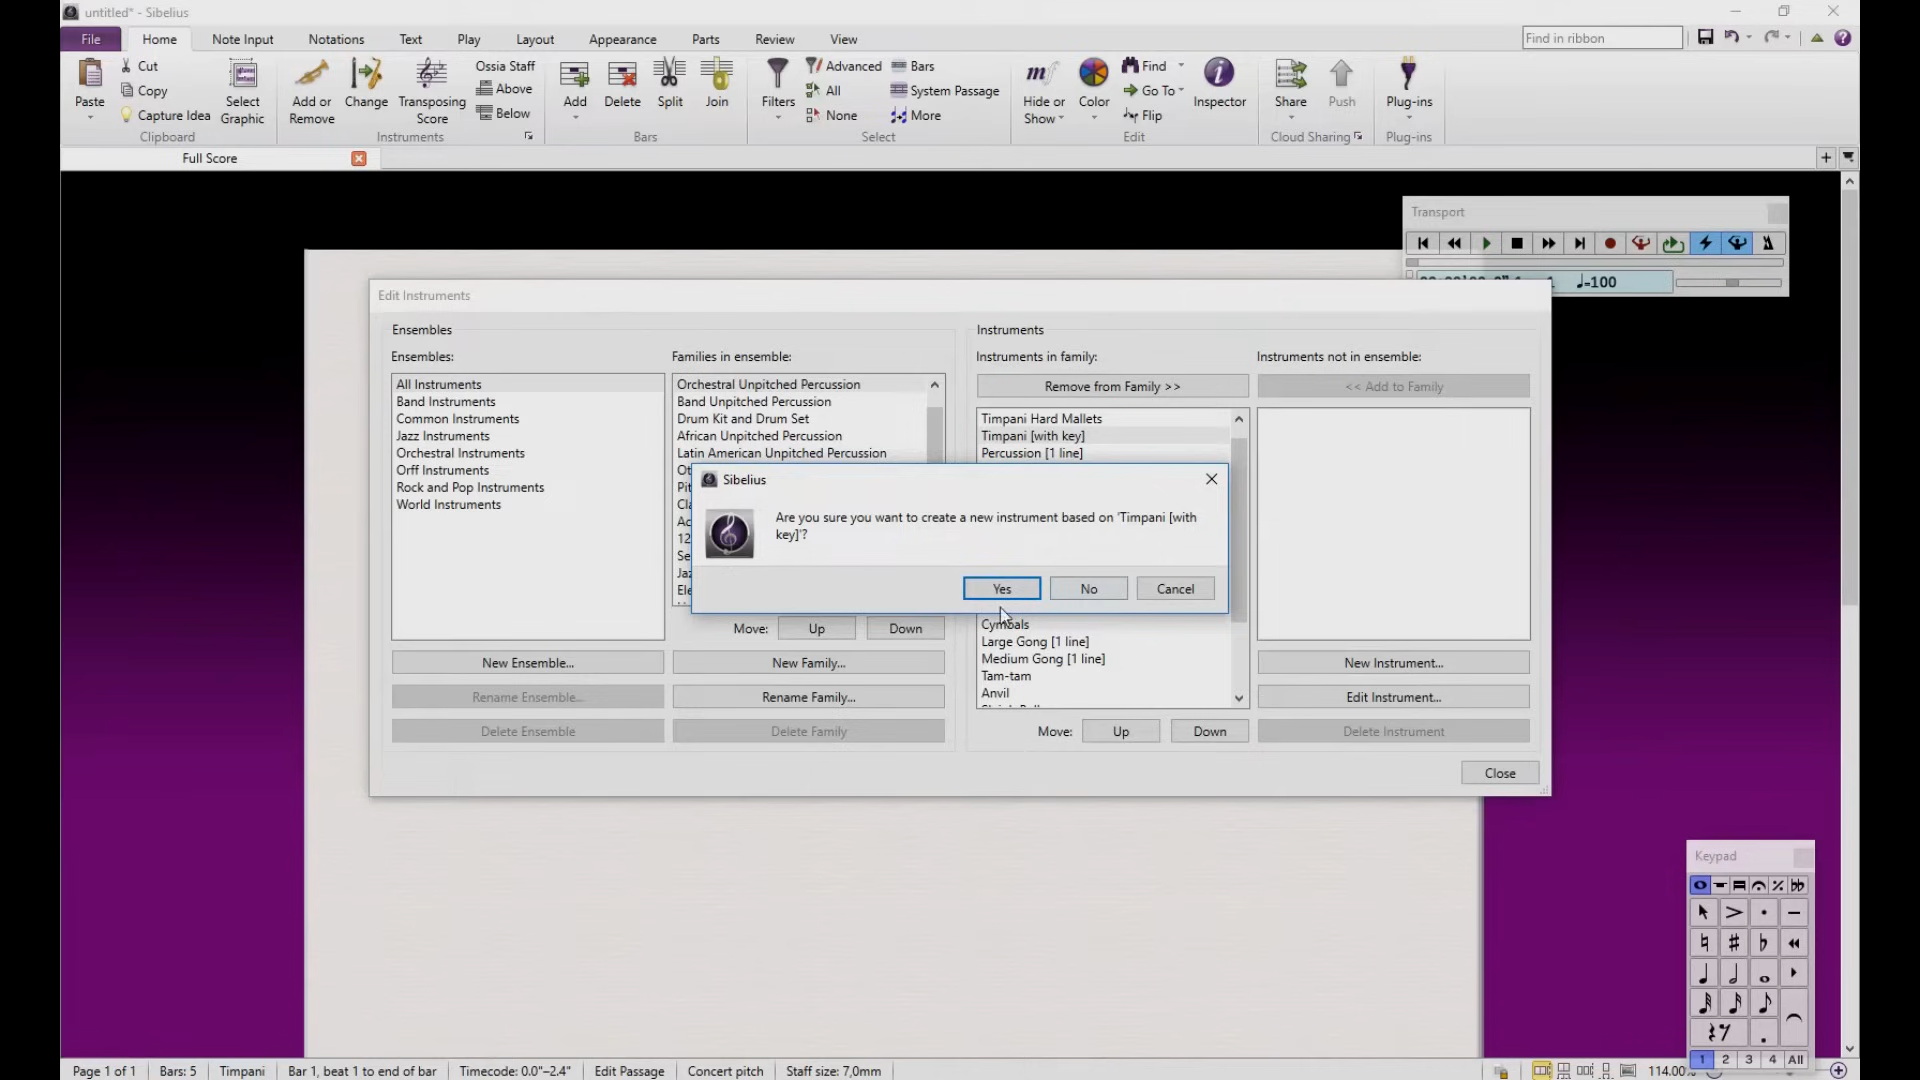 untitled* - Sibelius
File Home Note Input Notations Text Play Layout Appearance Parts Review View Find in ribbon
Paste Cut Copy Capture Idea Select Graphic Clipboard
Add or Remove Change Transposing Score Ossia Staff Above Below Instruments
Add Delete Split Join Bars
Filters Advanced All None Bars System Passage More Select
Hide or Show Color Find Go To Flip Inspector Edit
Share Push Cloud Sharing Plug-ins Plug-ins
Full Score
Transport
♩=100
Edit Instruments
Ensembles
Ensembles:
All Instruments
Band Instruments
Common Instruments
Jazz Instruments
Orchestral Instruments
Orff Instruments
Rock and Pop Instruments
World Instruments
New Ensemble...
Rename Ensemble...
Delete Ensemble
Families in ensemble:
Orchestral Unpitched Percussion
Band Unpitched Percussion
Drum Kit and Drum Set
African Unpitched Percussion
Latin American Unpitched Percussion
Move: Up Down
New Family...
Rename Family...
Delete Family
Instruments
Instruments in family:
Remove from Family >>
Timpani Hard Mallets
Timpani [with key]
Percussion [1 line]
Cymbals
Large Gong [1 line]
Medium Gong [1 line]
Tam-tam
Anvil
Move: Up Down
Instruments not in ensemble:
<< Add to Family
New Instrument...
Edit Instrument...
Delete Instrument
Close
Sibelius
Are you sure you want to create a new instrument based on 'Timpani [with
key]'?
Yes No Cancel
Keypad
1 2 3 4 All
Page 1 of 1 Bars: 5 Timpani Bar 1, beat 1 to end of bar Timecode: 0.0"–2.4" Edit Passage Concert pitch Staff size: 7,0mm 114.00%